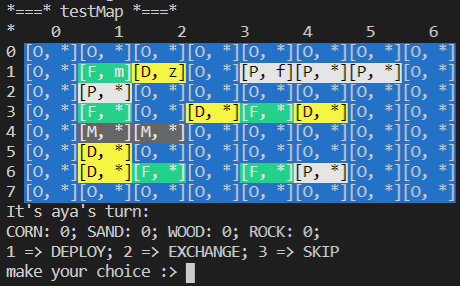 *===* testMap *===*
*    0      1      2      3      4      5      6
0 [O, *][O, *][O, *][O, *][O, *][O, *][O, *][O, *]
1 [O, *][F, m][D, z][O, *][P, f][P, *][P, *][O, *]
2 [O, *][P, *][O, *][O, *][O, *][O, *][O, *][O, *]
3 [O, *][F, *][O, *][D, *][F, *][D, *][O, *][O, *]
4 [O, *][M, *][M, *][O, *][O, *][O, *][O, *][O, *]
5 [O, *][D, *][O, *][O, *][O, *][O, *][O, *][O, *]
6 [O, *][D, *][F, *][O, *][F, *][P, *][O, *][O, *]
7 [O, *][O, *][O, *][O, *][O, *][O, *][O, *][O, *]
It's aya's turn:
CORN: 0; SAND: 0; WOOD: 0; ROCK: 0;
1 => DEPLOY; 2 => EXCHANGE; 3 => SKIP
make your choice :>